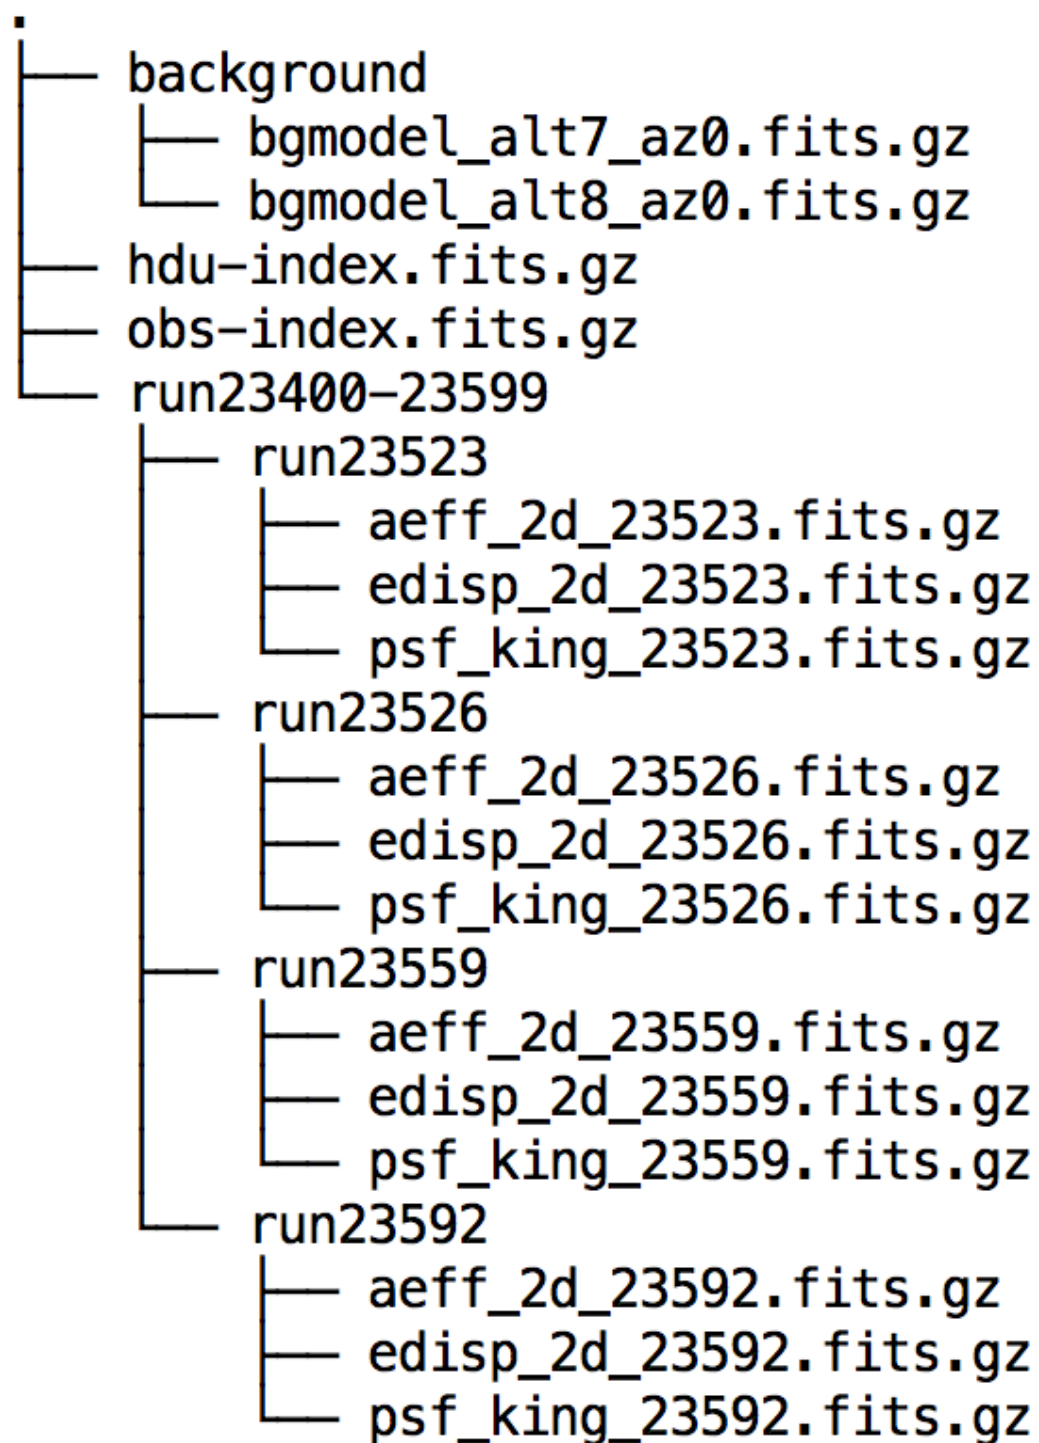 .
├── background
│   ├── bgmodel_alt7_az0.fits.gz
│   └── bgmodel_alt8_az0.fits.gz
├── hdu-index.fits.gz
├── obs-index.fits.gz
└── run23400-23599
    ├── run23523
    │   ├── aeff_2d_23523.fits.gz
    │   ├── edisp_2d_23523.fits.gz
    │   └── psf_king_23523.fits.gz
    ├── run23526
    │   ├── aeff_2d_23526.fits.gz
    │   ├── edisp_2d_23526.fits.gz
    │   └── psf_king_23526.fits.gz
    ├── run23559
    │   ├── aeff_2d_23559.fits.gz
    │   ├── edisp_2d_23559.fits.gz
    │   └── psf_king_23559.fits.gz
    └── run23592
        ├── aeff_2d_23592.fits.gz
        ├── edisp_2d_23592.fits.gz
        └── psf_king_23592.fits.gz